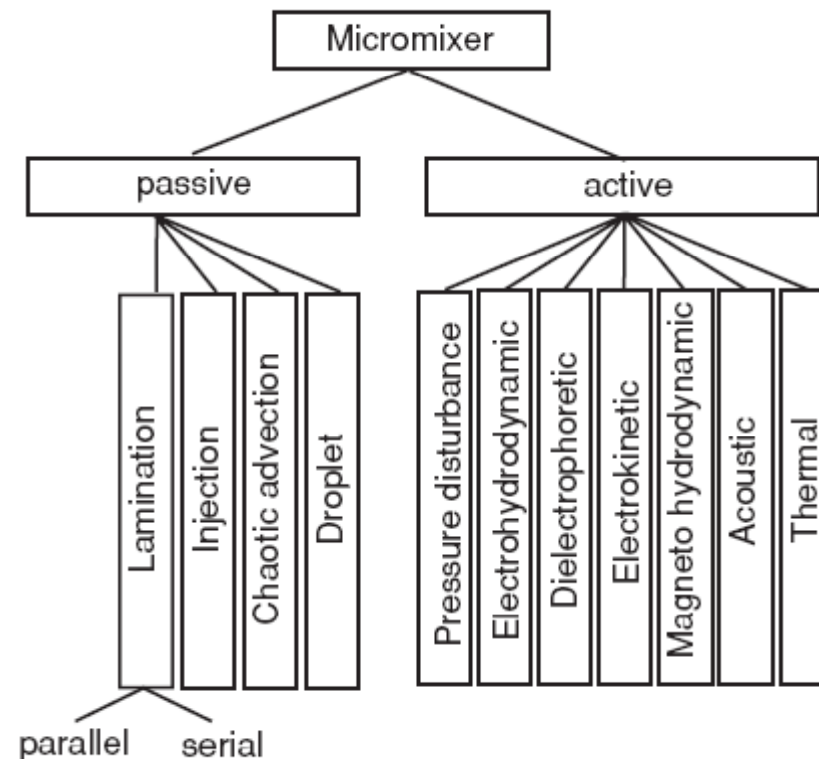 Micromixer
passive
active
Lamination
Injection
Chaotic advection
Droplet
Pressure disturbance
Electrohydrodynamic
Dielectrophoretic
Electrokinetic
Magneto hydrodynamic
Acoustic
Thermal
parallel
serial